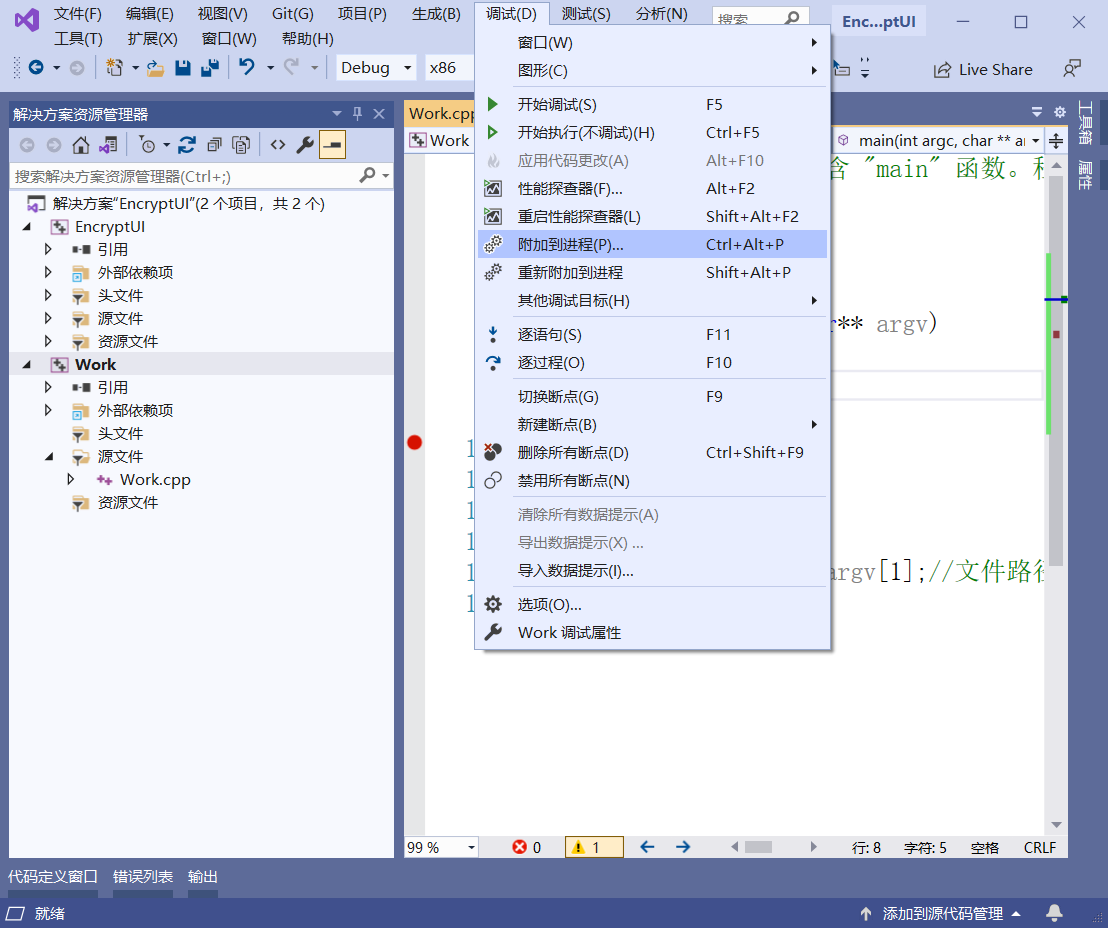 文件(F) 编辑(E) 视图(V) Git(G) 项目(P) 生成(B) 调试(D) 测试(S) 分析(N) 搜索 Enc...ptUI
工具(T) 扩展(X) 窗口(W) 帮助(H)
Debug x86 Live Share
窗口(W)
图形(C)
开始调试(S) F5
开始执行(不调试)(H) Ctrl+F5
应用代码更改(A) Alt+F10
性能探查器(F)... Alt+F2
重启性能探查器(L) Shift+Alt+F2
附加到进程(P)... Ctrl+Alt+P
重新附加到进程 Shift+Alt+P
其他调试目标(H)
逐语句(S) F11
逐过程(O) F10
切换断点(G) F9
新建断点(B)
删除所有断点(D) Ctrl+Shift+F9
禁用所有断点(N)
清除所有数据提示(A)
导出数据提示(X) ...
导入数据提示(I)...
选项(O)...
Work 调试属性
解决方案资源管理器
搜索解决方案资源管理器(Ctrl+;)
解决方案"EncryptUI"(2 个项目，共 2 个)
EncryptUI
引用
外部依赖项
头文件
源文件
资源文件
Work
引用
外部依赖项
头文件
源文件
Work.cpp
资源文件
Work.cpp
Work
main(int argc, char ** ar
含 "main" 函数。程
r** argv)
1
1
1
1
1
argv[1];//文件路径
1
工具箱
属性
99 % 0 1 行: 8 字符: 5 空格 CRLF
代码定义窗口 错误列表 输出
就绪 添加到源代码管理